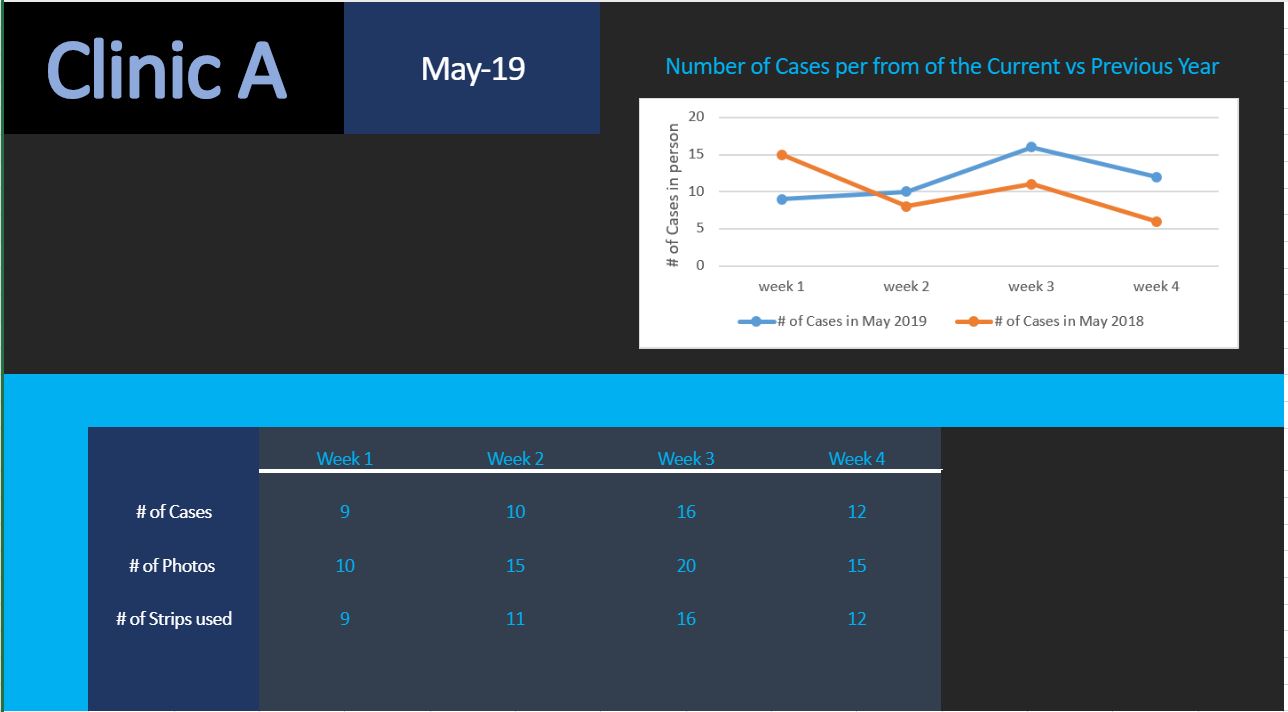 Clinic A
May-19
Number of Cases per from of the Current vs Previous Year
# of Cases in person
20
15
10
5
0
week 1 week 2 week 3 week 4
# of Cases in May 2019 # of Cases in May 2018
Week 1 Week 2 Week 3 Week 4
# of Cases 9 10 16 12
# of Photos 10 15 20 15
# of Strips used 9 11 16 12